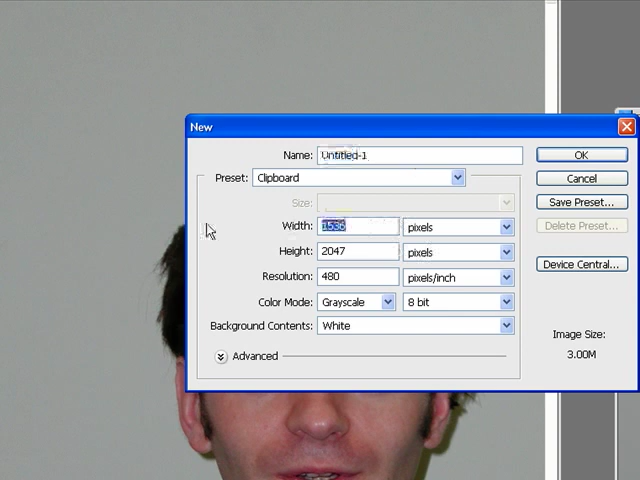 New
Name: Untitled-1 OK
Preset: Clipboard Cancel
Size: Save Preset...
Width: 1536 pixels Delete Preset...
Height: 2047 pixels
Resolution: 480 pixels/inch Device Central...
Color Mode: Grayscale 8 bit
Background Contents: White
Image Size:
Advanced 3.00M